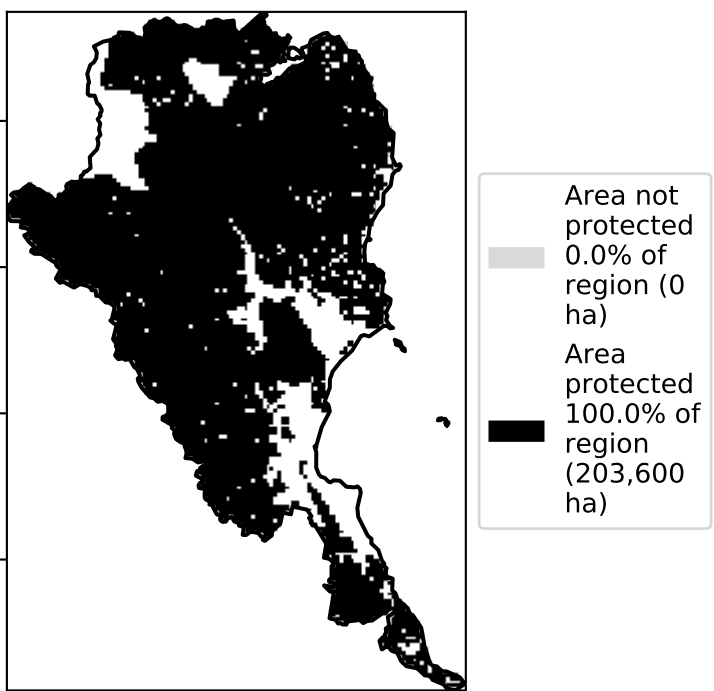 Area not
protected
0.0% of
region (0
ha)
Area
protected
100.0% of
region
(203,600
ha)